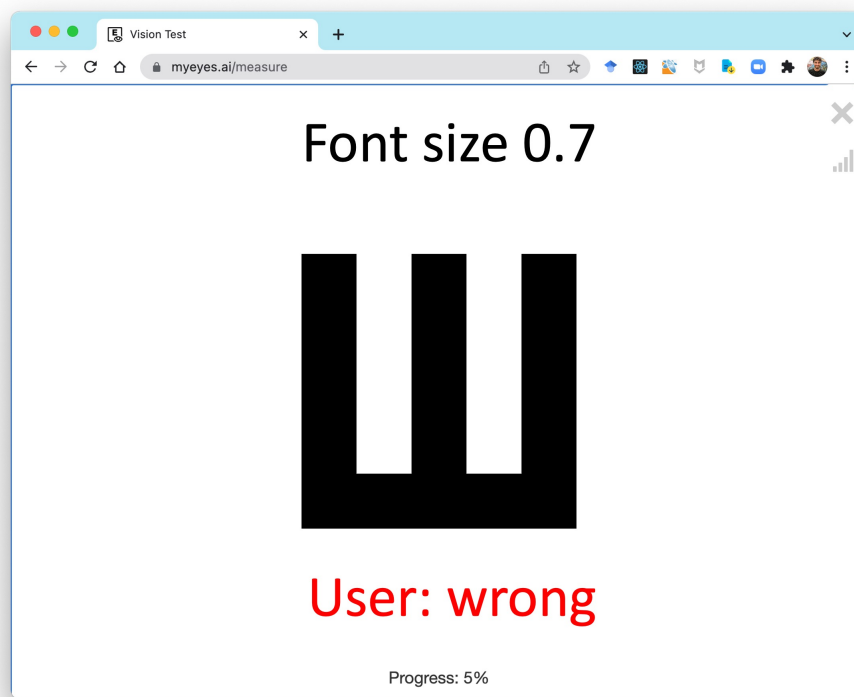 Vision Test
myeyes.ai/measure
Font size 0.7
E
User: wrong
Progress: 5%